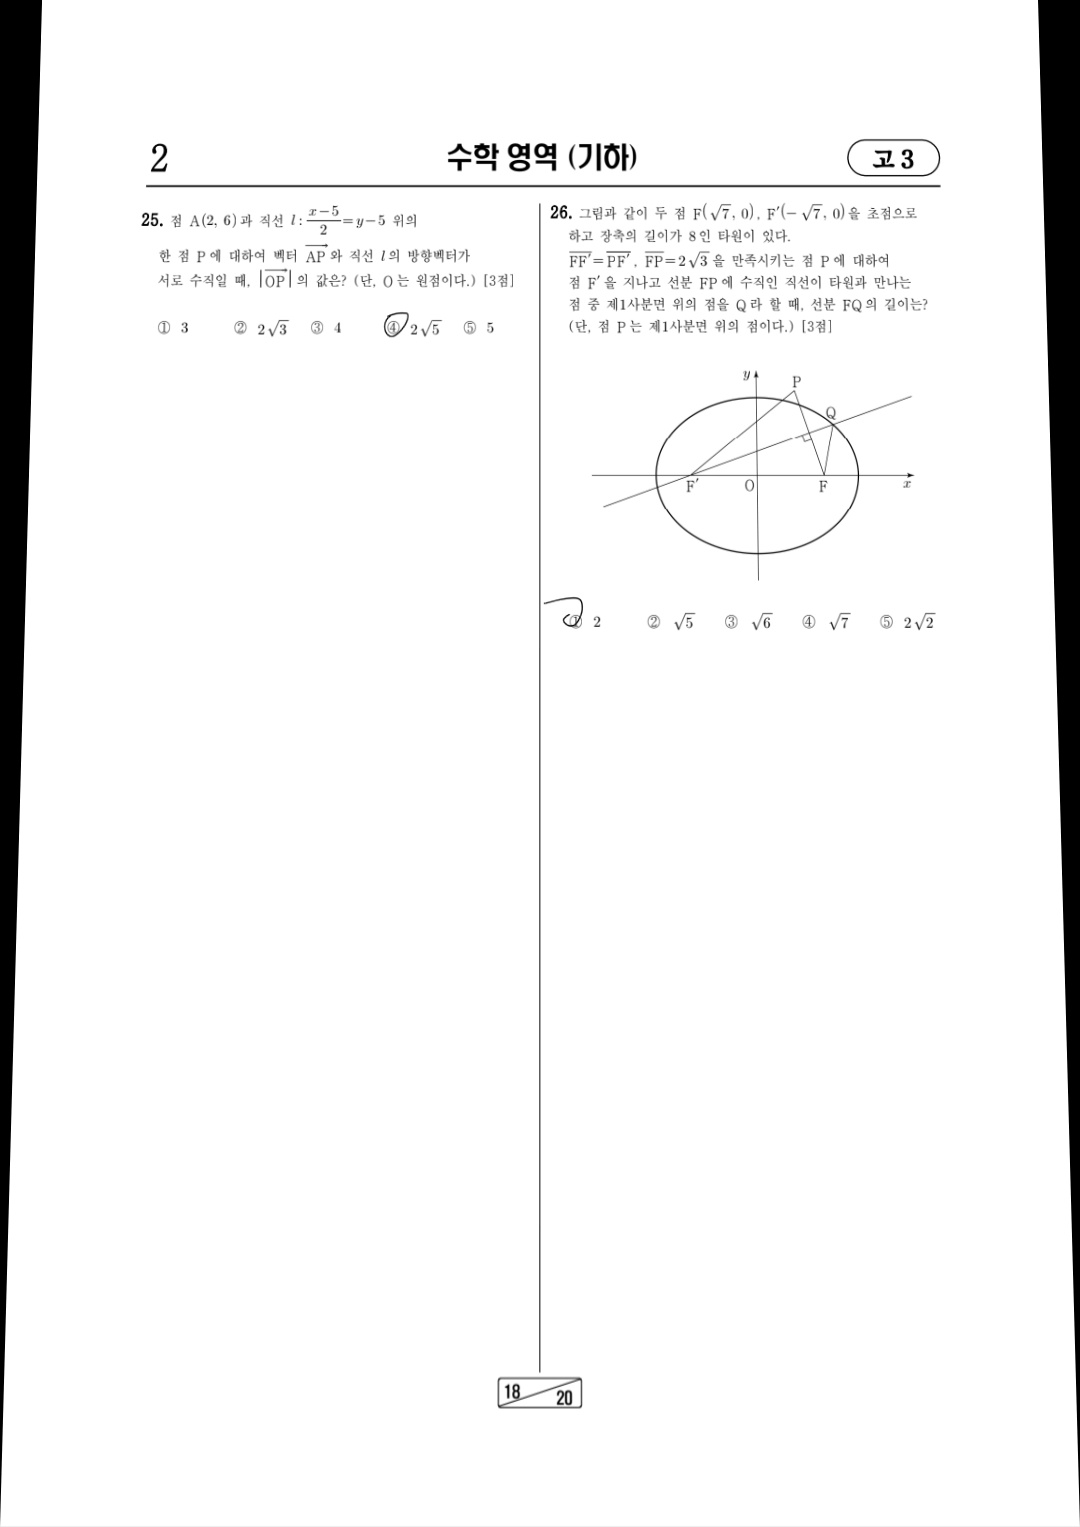 2
수학 영역 (기하)
고 3
25. 점 A(2, 6)과 직선 l : \frac{x-5}{2} = y-5 위의
한 점 P에 대하여 벡터 \overrightarrow{AP} 와 직선 l의 방향벡터가
서로 수직일 때, |\overrightarrow{OP}| 의 값은? (단, O는 원점이다.) [3점]
① 3 ② 2√3 ③ 4 ④ 2√5 ⑤ 5
26. 그림과 같이 두 점 F(√7, 0), F′(−√7, 0)을 초점으로
하고 장축의 길이가 8인 타원이 있다.
\overline{FF′}=\overline{PF′}, \overline{FP}=2√3 을 만족시키는 점 P에 대하여
점 F′을 지나고 선분 FP에 수직인 직선이 타원과 만나는
점 중 제1사분면 위의 점을 Q라 할 때, 선분 FQ의 길이는?
(단, 점 P는 제1사분면 위의 점이다.) [3점]
y
P
Q
F′ O F x
① 2 ② √5 ③ √6 ④ √7 ⑤ 2√2
18
20